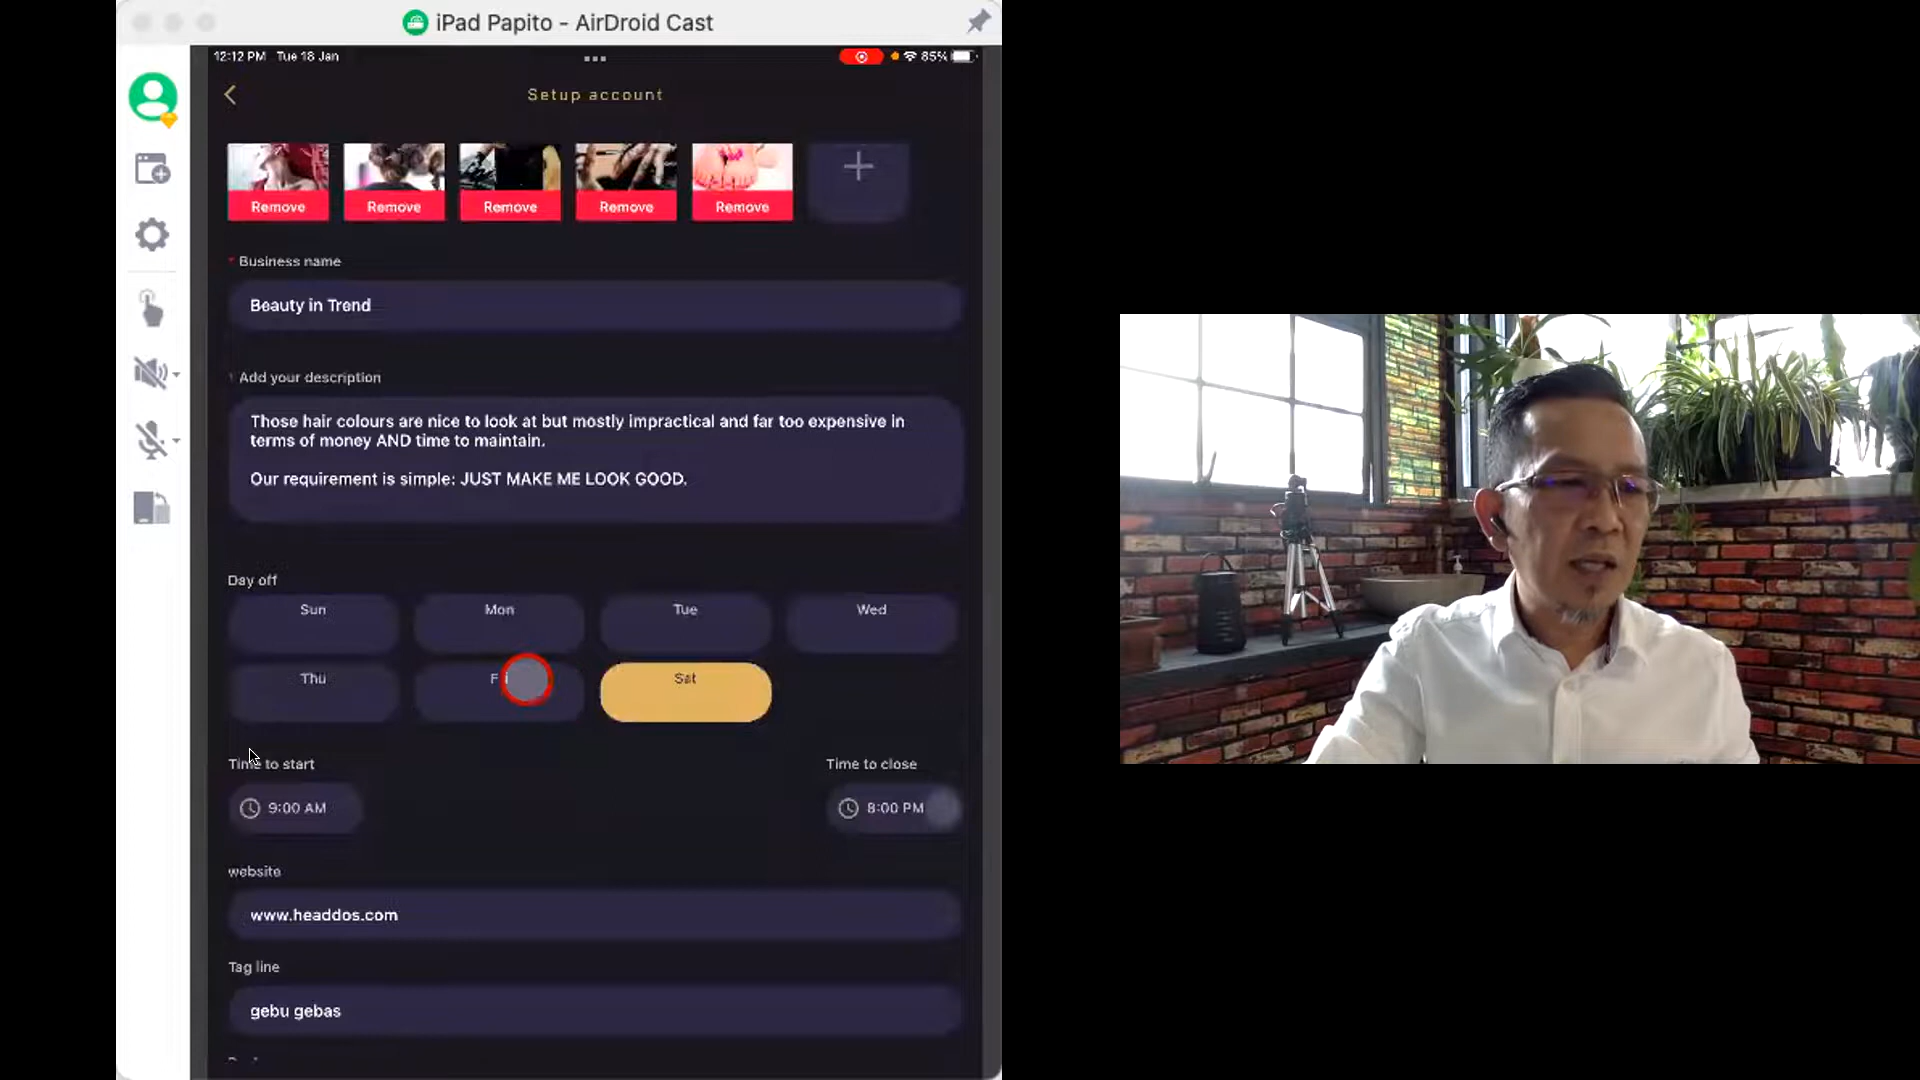 iPad Papito - AirDroid Cast
12:12 PM Tue 18 Jan
85%
Setup account
Remove Remove Remove Remove Remove
* Business name
Beauty in Trend
Add your description
Those hair colours are nice to look at but mostly impractical and far too expensive in
terms of money AND time to maintain.
Our requirement is simple: JUST MAKE ME LOOK GOOD.
Day off
Sun Mon Tue Wed
Thu Fri Sat
Time to start Time to close
9:00 AM 8:00 PM
website
www.headdos.com
Tag line
gebu gebas